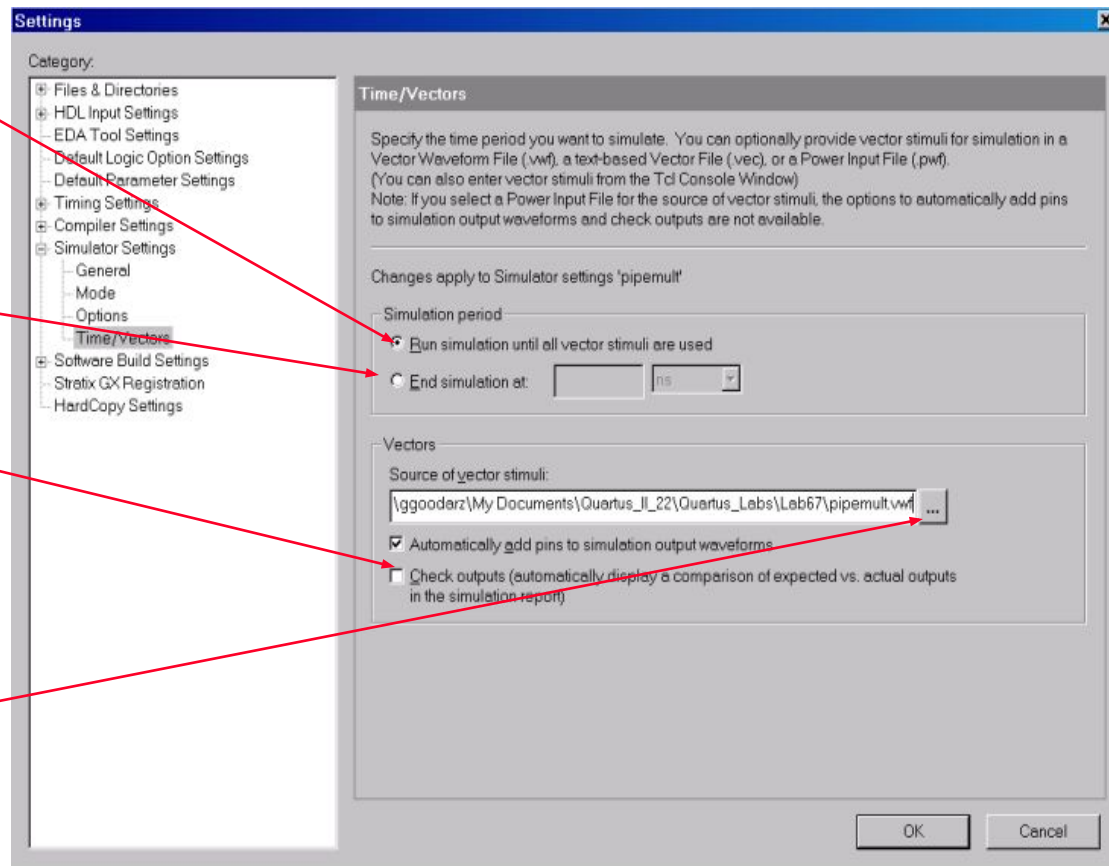 Settings
Category:
Files & Directories
HDL Input Settings
EDA Tool Settings
Default Logic Option Settings
Default Parameter Settings
Timing Settings
Compiler Settings
Simulator Settings
General
Mode
Options
Time/Vectors
Software Build Settings
Stratix GX Registration
HardCopy Settings
Time/Vectors
Specify the time period you want to simulate. You can optionally provide vector stimuli for simulation in a
Vector Waveform File (.vwf), a text-based Vector File (.vec), or a Power Input File (.pwf).
(You can also enter vector stimuli from the Tcl Console Window)
Note: If you select a Power Input File for the source of vector stimuli, the options to automatically add pins
to simulation output waveforms and check outputs are not available.
Changes apply to Simulator settings 'pipemult'
Simulation period
Run simulation until all vector stimuli are used
End simulation at:
ns
Vectors
Source of vector stimuli:
\ggoodarz\My Documents\Quartus_II_22\Quartus_Labs\Lab67\pipemult.vwf
...
Automatically add pins to simulation output waveforms
Check outputs (automatically display a comparison of expected vs. actual outputs
in the simulation report)
OK
Cancel